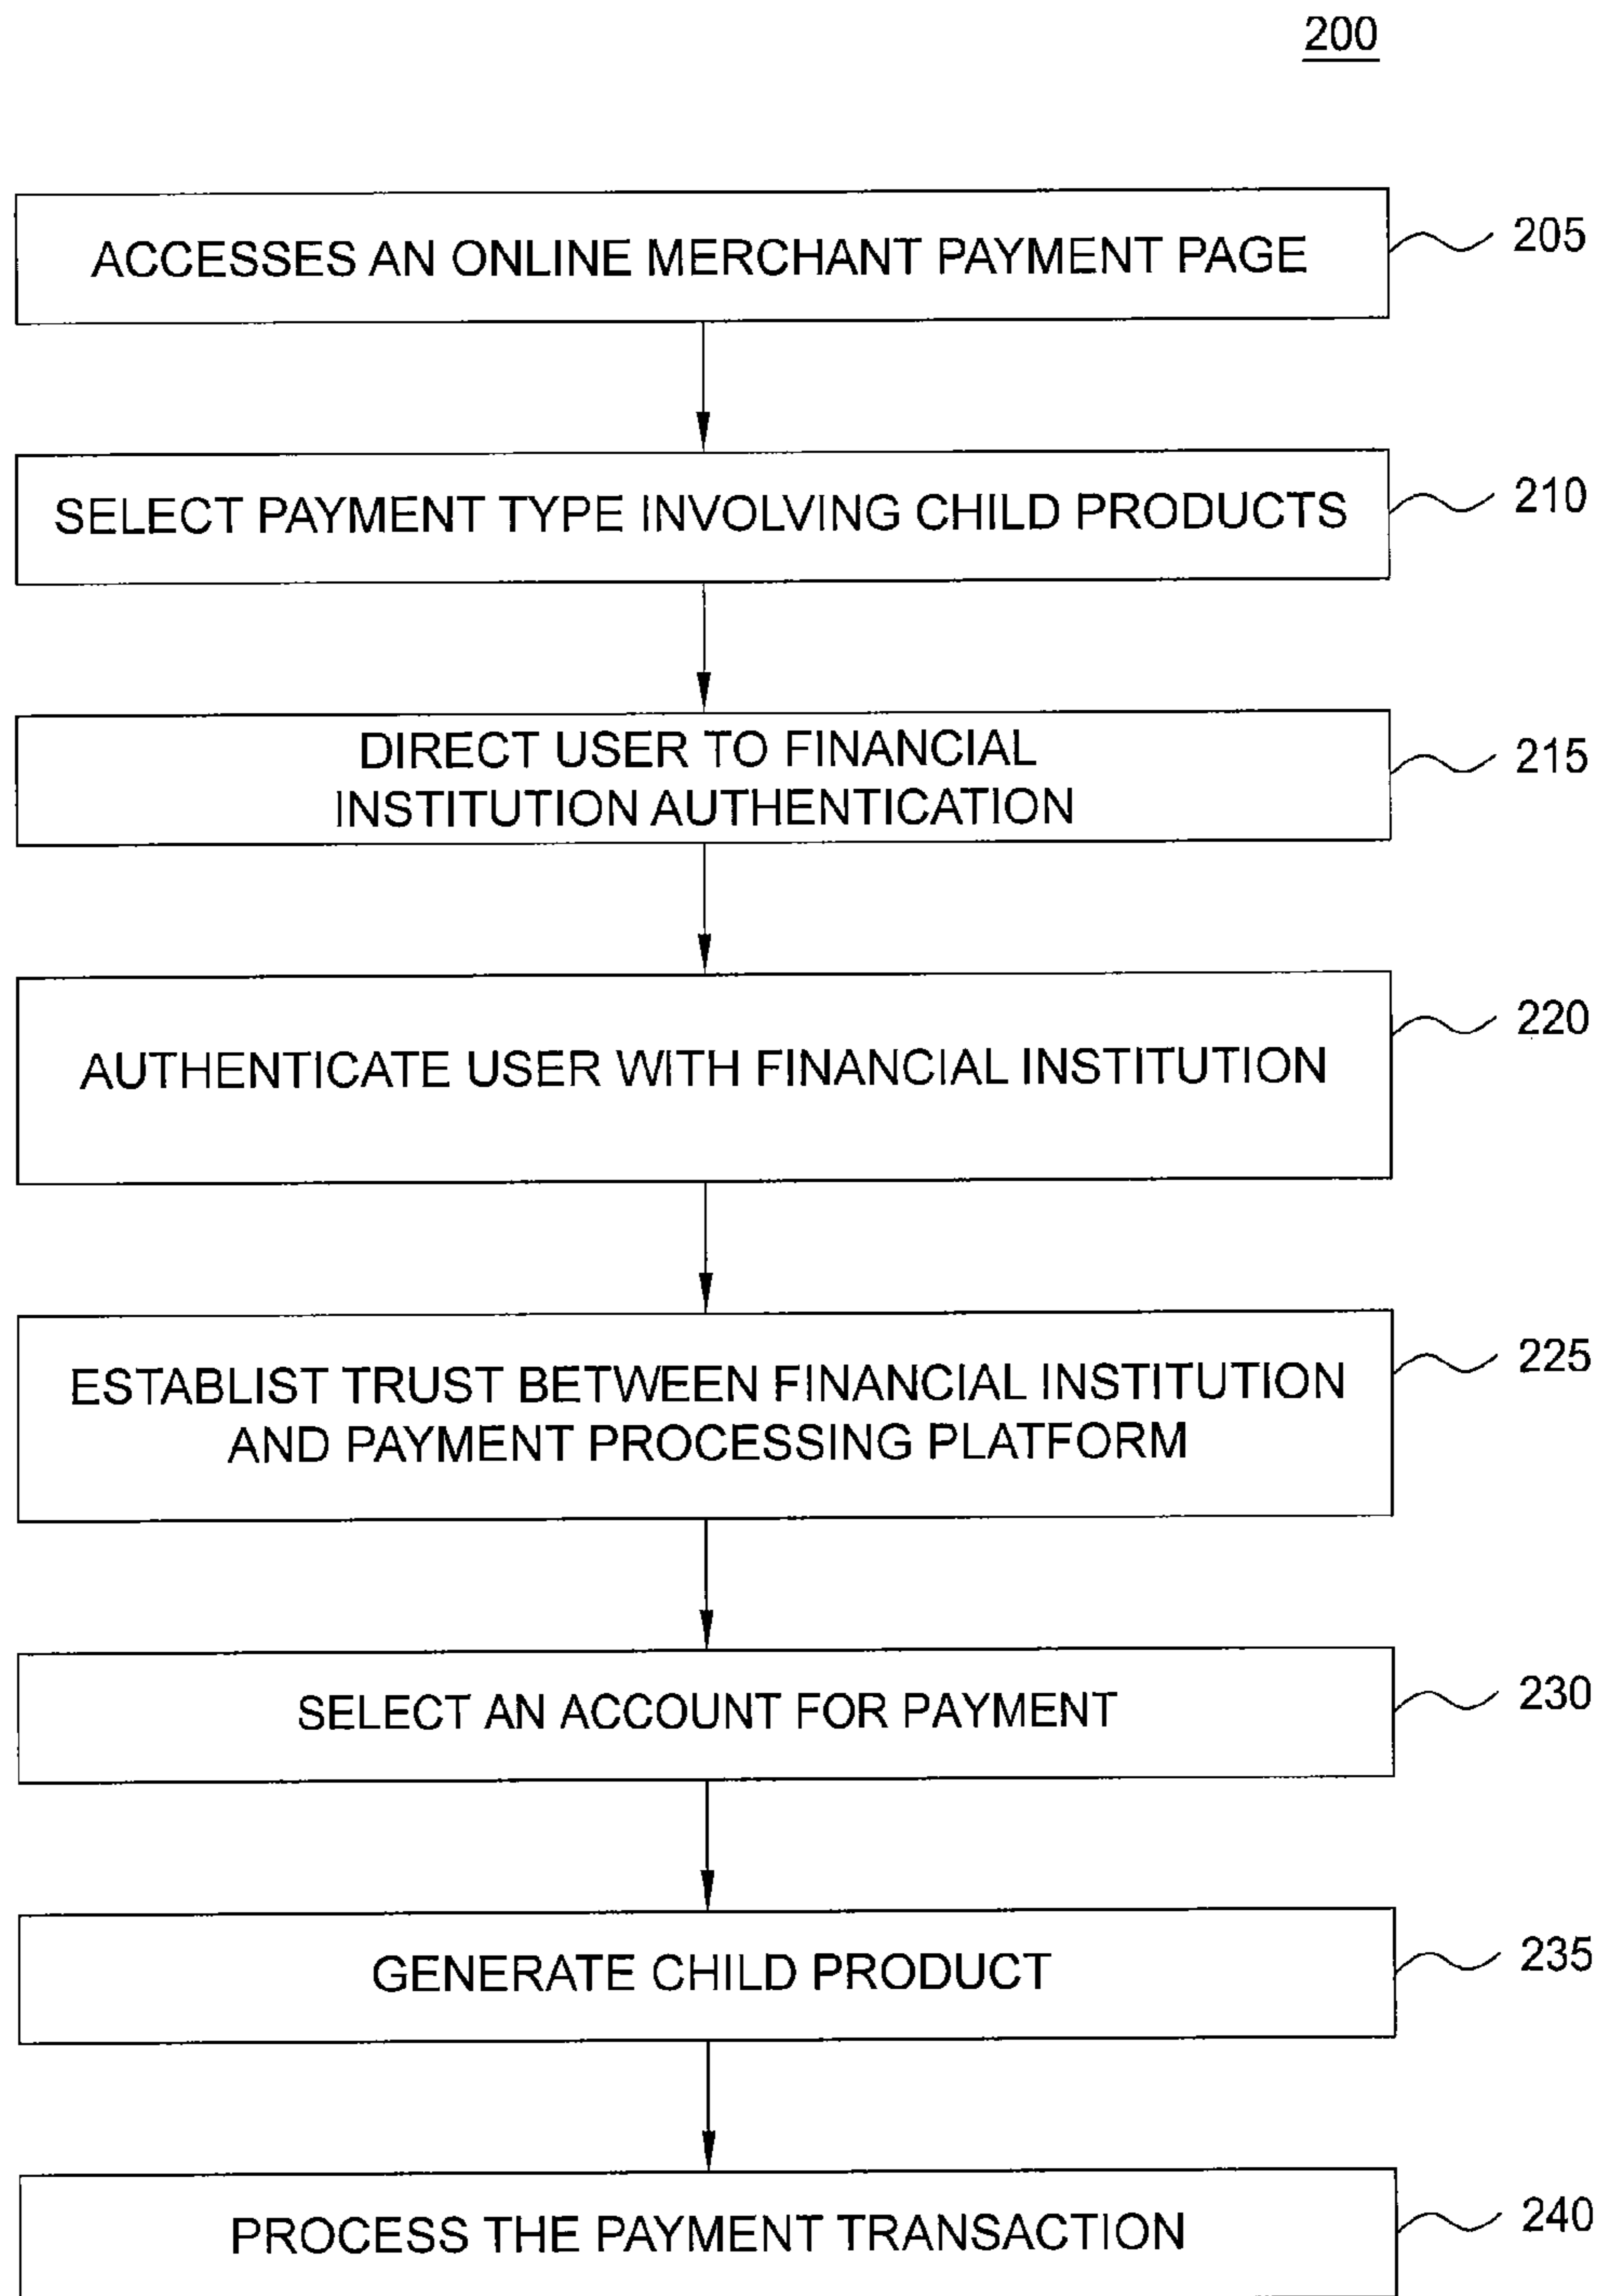 200
ACCESSES AN ONLINE MERCHANT PAYMENT PAGE
205
SELECT PAYMENT TYPE INVOLVING CHILD PRODUCTS
210
DIRECT USER TO FINANCIAL
INSTITUTION AUTHENTICATION
215
AUTHENTICATE USER WITH FINANCIAL INSTITUTION
220
ESTABLIST TRUST BETWEEN FINANCIAL INSTITUTION
AND PAYMENT PROCESSING PLATFORM
225
SELECT AN ACCOUNT FOR PAYMENT
230
GENERATE CHILD PRODUCT
235
PROCESS THE PAYMENT TRANSACTION
240